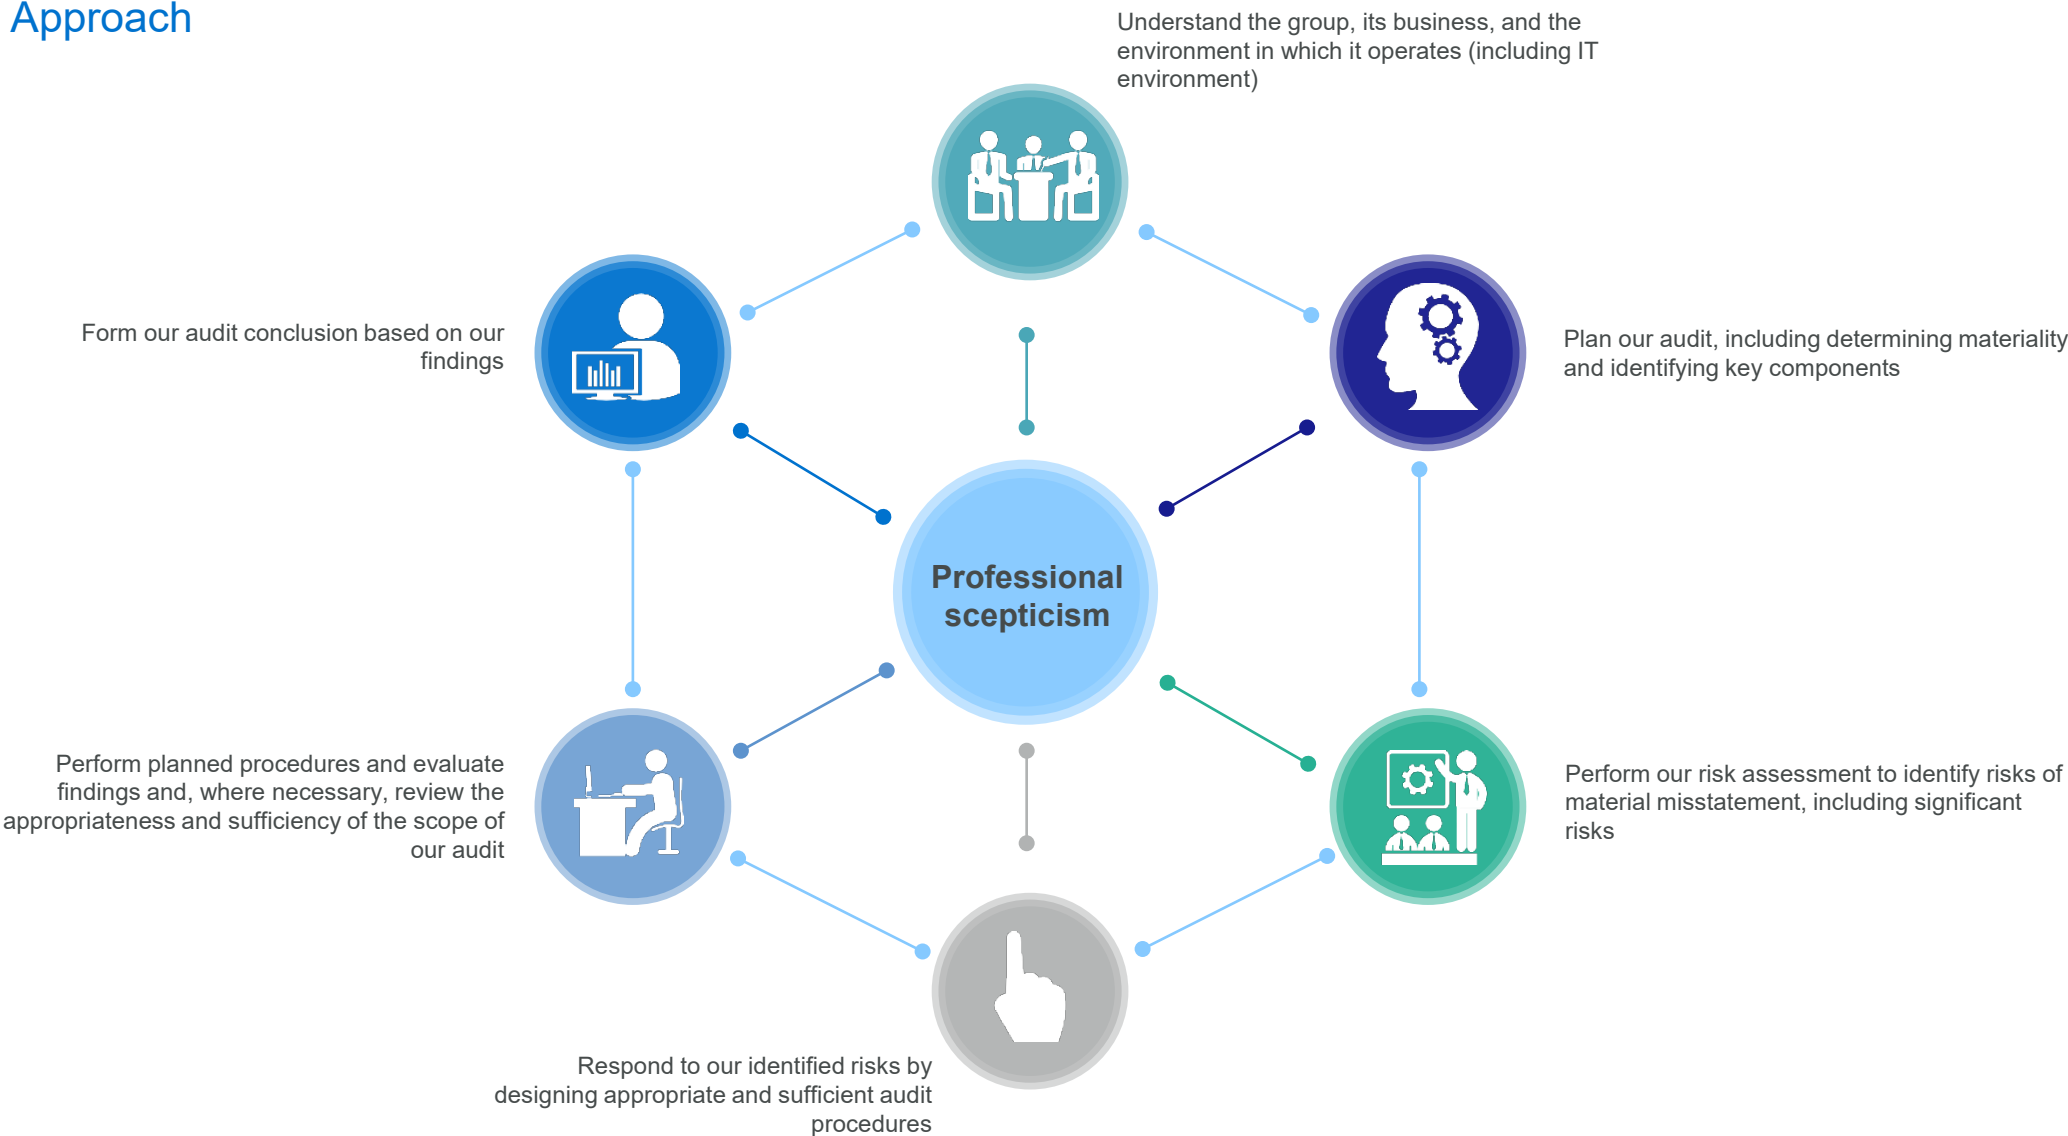 Approach
Understand the group, its business, and the
environment in which it operates (including IT
environment)
Plan our audit, including determining materiality
and identifying key components
Perform our risk assessment to identify risks of
material misstatement, including significant
risks
Respond to our identified risks by
designing appropriate and sufficient audit
procedures
Perform planned procedures and evaluate
findings and, where necessary, review the
appropriateness and sufficiency of the scope of
our audit
Form our audit conclusion based on our
findings
Professional
scepticism